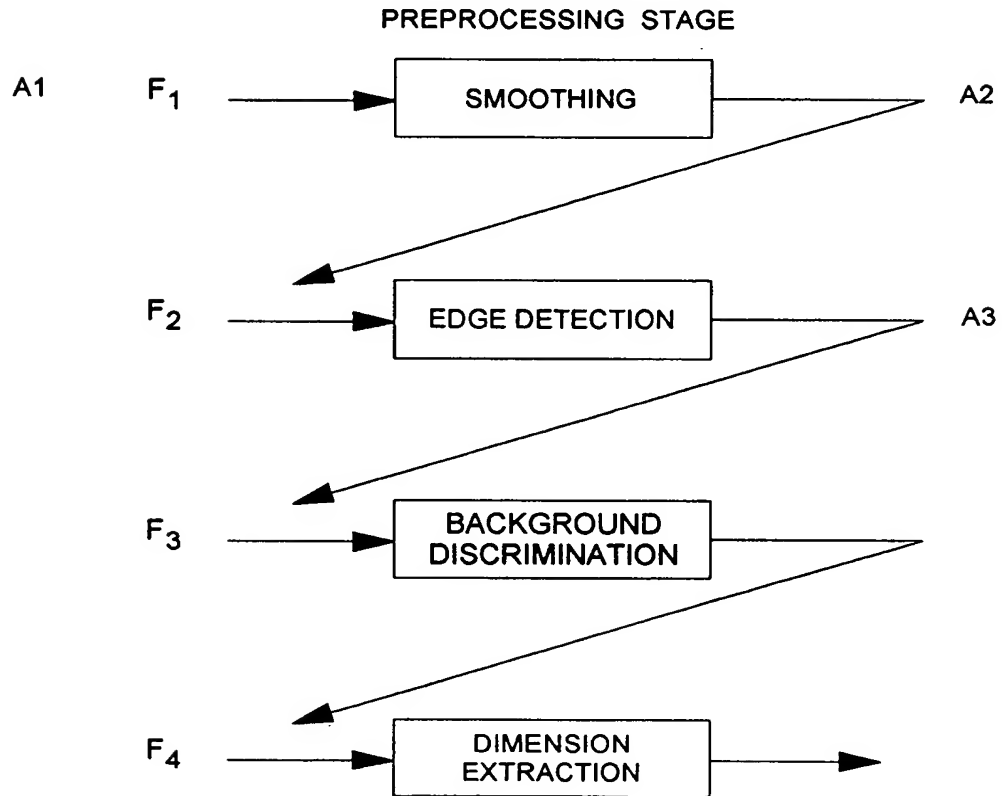 PREPROCESSING STAGE
A1 F1 SMOOTHING A2
F2 EDGE DETECTION A3
F3 BACKGROUND
DISCRIMINATION
F4 DIMENSION
EXTRACTION